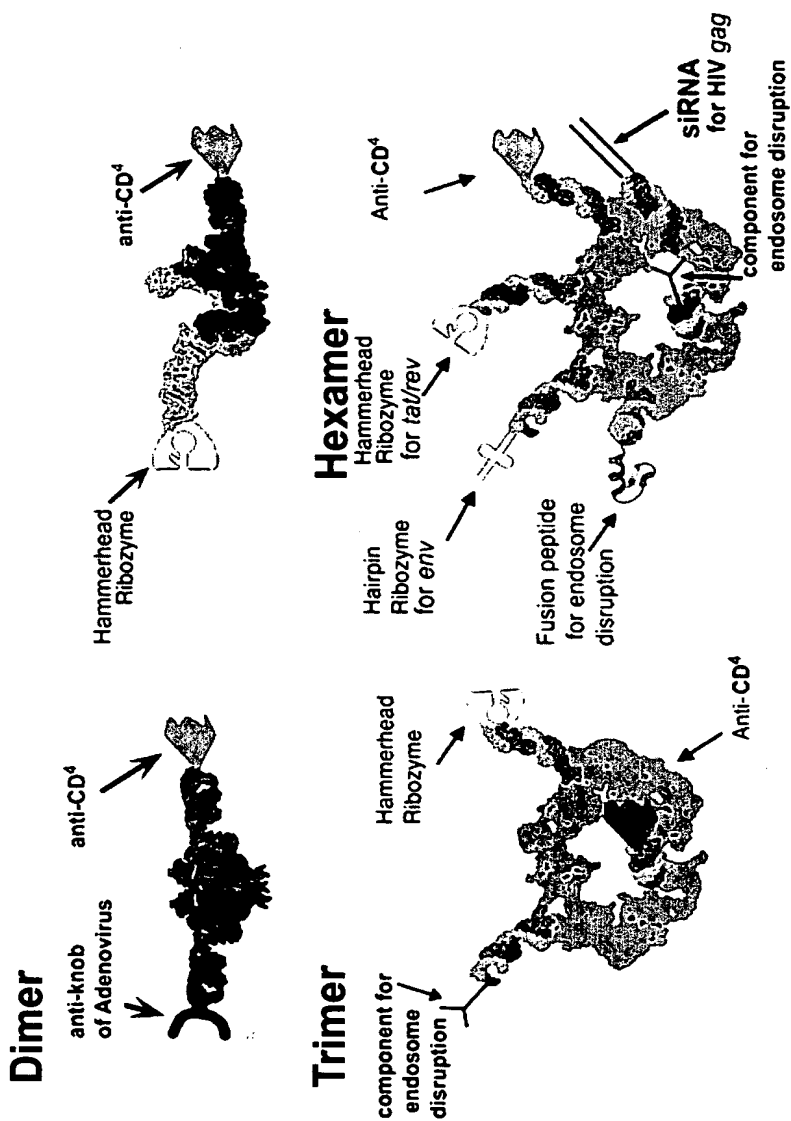 Dimer
anti-knob
of Adenovirus
anti-CD4
Hammerhead
Ribozyme
anti-CD4
Trimer
component for
endosome
disruption
Hammerhead
Ribozyme
Anti-CD4
Hexamer
Hammerhead
Ribozyme
for tat/rev
Anti-CD4
Hairpin
Ribozyme
for env
Fusion peptide
for endosome
disruption
siRNA
for HIV gag
component for
endosome disruption